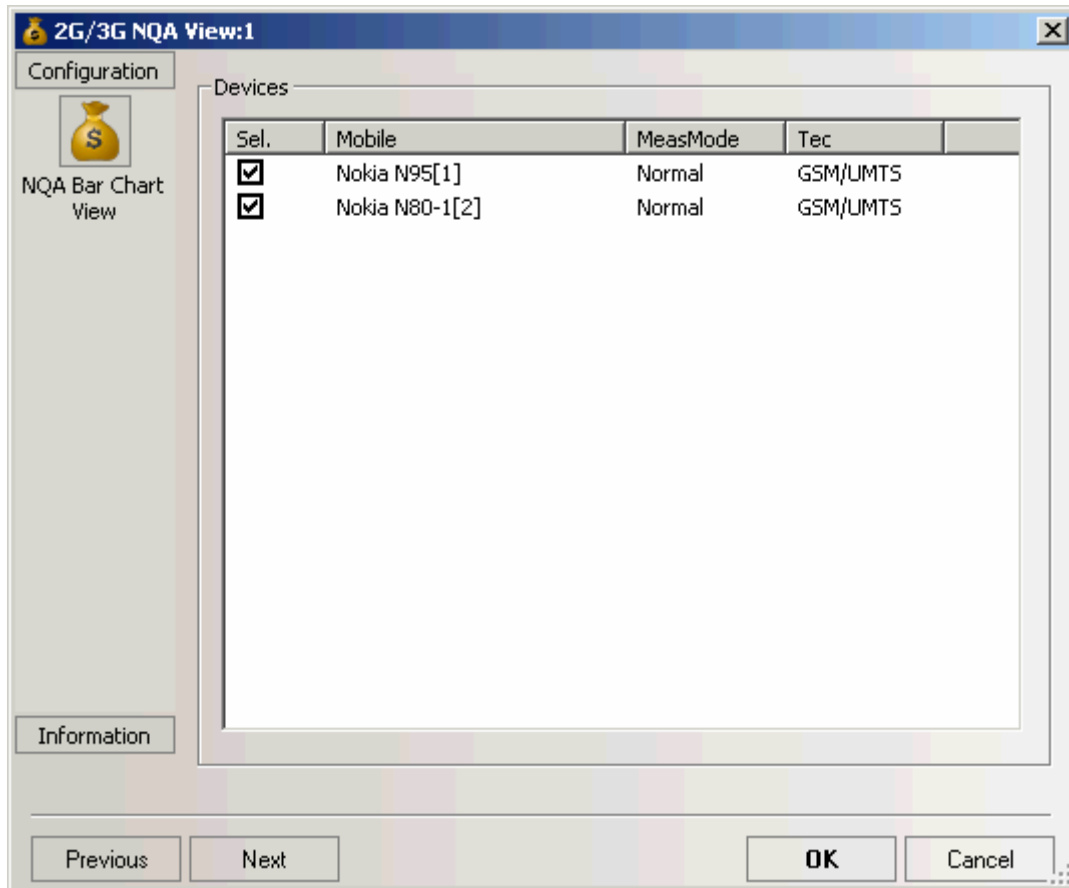 2G/3G NQA View:1
Configuration
$
NQA Bar Chart
View
Information
Devices
Sel. Mobile MeasMode Tec
Nokia N95[1] Normal GSM/UMTS
Nokia N80-1[2] Normal GSM/UMTS
Previous Next OK Cancel